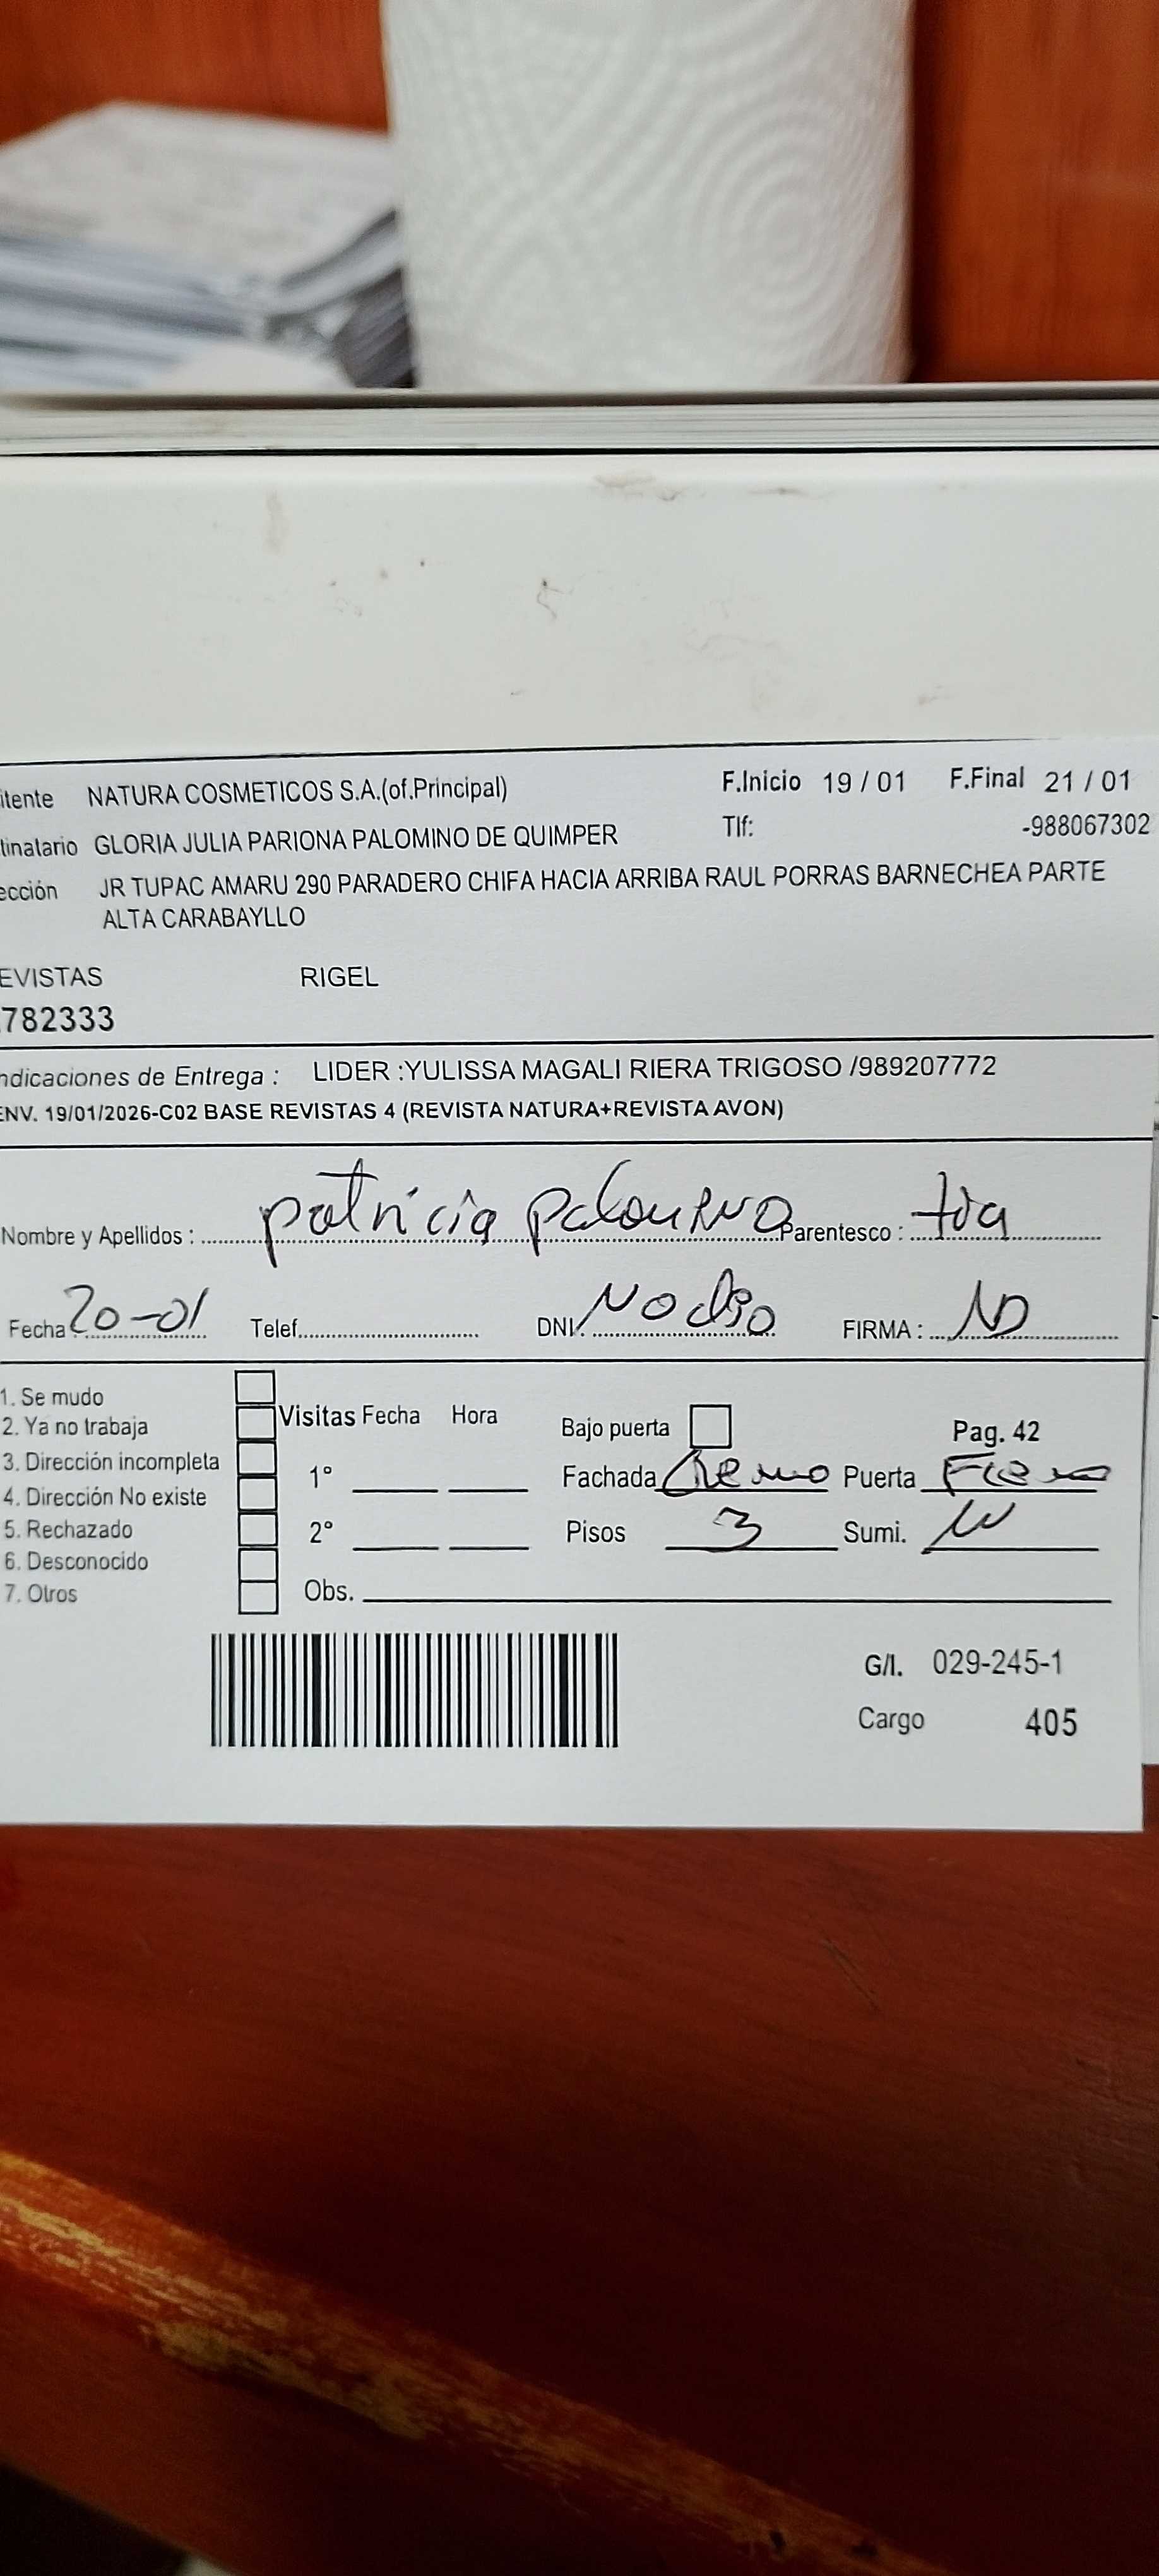 itente NATURA COSMETICOS S.A.(of.Principal) F.Inicio 19 / 01 F.Final 21 / 01
tinatario GLORIA JULIA PARIONA PALOMINO DE QUIMPER Tlf: -988067302
ección JR TUPAC AMARU 290 PARADERO CHIFA HACIA ARRIBA RAUL PORRAS BARNECHEA PARTE
ALTA CARABAYLLO
EVISTAS RIGEL
782333
ndicaciones de Entrega : LIDER :YULISSA MAGALI RIERA TRIGOSO /989207772
ENV. 19/01/2026-C02 BASE REVISTAS 4 (REVISTA NATURA+REVISTA AVON)
Nombre y Apellidos : patricia palomino Parentesco : tia
Fecha 20-01 Telef. DNI: No dio FIRMA : ND
1. Se mudo
2. Ya no trabaja Visitas Fecha Hora Bajo puerta Pag. 42
3. Dirección incompleta 1° Fachada Cremo Puerta Fierro
4. Dirección No existe
5. Rechazado 2° Pisos 3 Sumi.
6. Desconocido
7. Otros Obs.
G/I. 029-245-1
Cargo 405